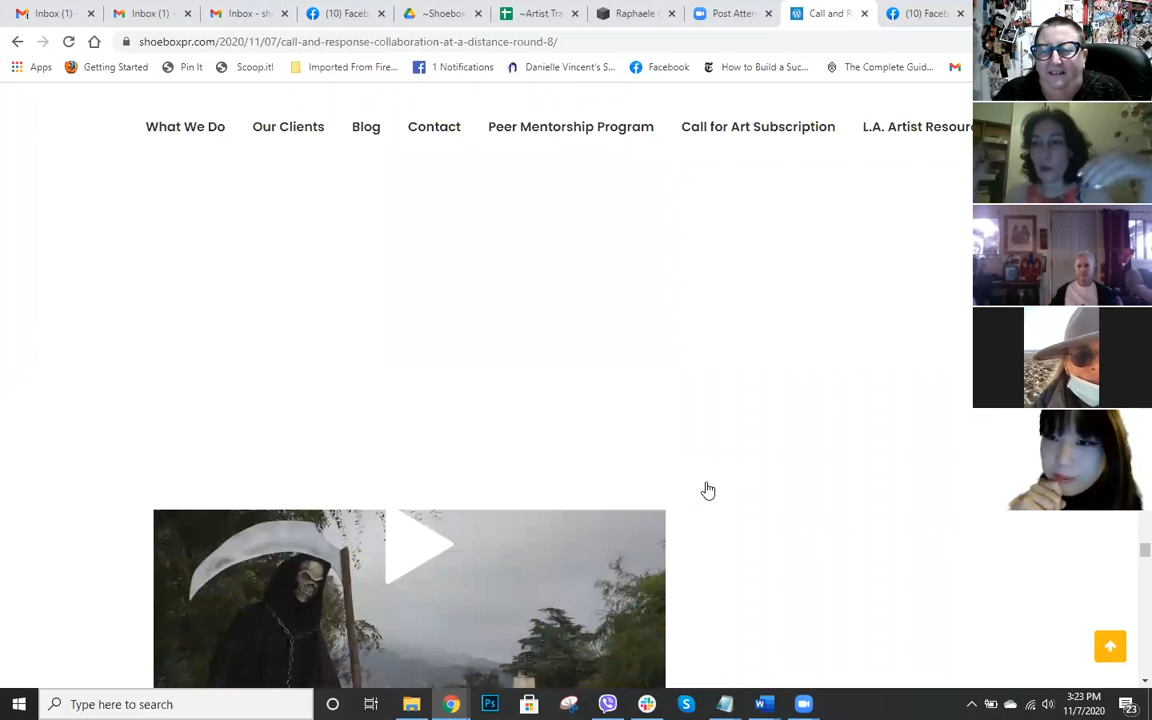 Inbox (1) -
Inbox (1) -
Inbox - sh
(10) Faceb
~Shoebox
~Artist Tra
Raphaele
Post Atten
Call and R
(10) Faceb
shoeboxpr.com/2020/11/07/call-and-response-collaboration-at-a-distance-round-8/
Apps
Getting Started
Pin It
Scoop.it!
Imported From Fire...
1 Notifications
Danielle Vincent's S...
Facebook
How to Build a Suc...
The Complete Guid...
What We Do
Our Clients
Blog
Contact
Peer Mentorship Program
Call for Art Subscription
L.A. Artist Resourc
Type here to search
Ps
3:23 PM
11/7/2020
23